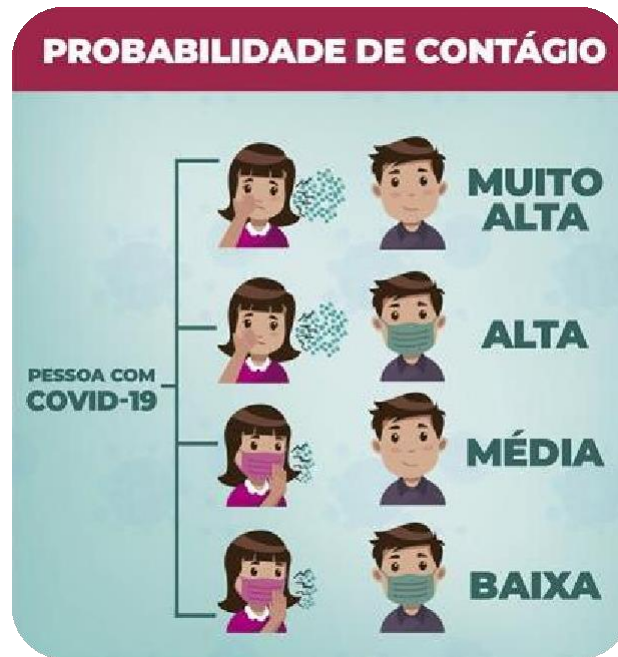 PROBABILIDADE DE CONTÁGIO
MUITO
ALTA
ALTA
PESSOA COM
COVID-19
MÉDIA
BAIXA